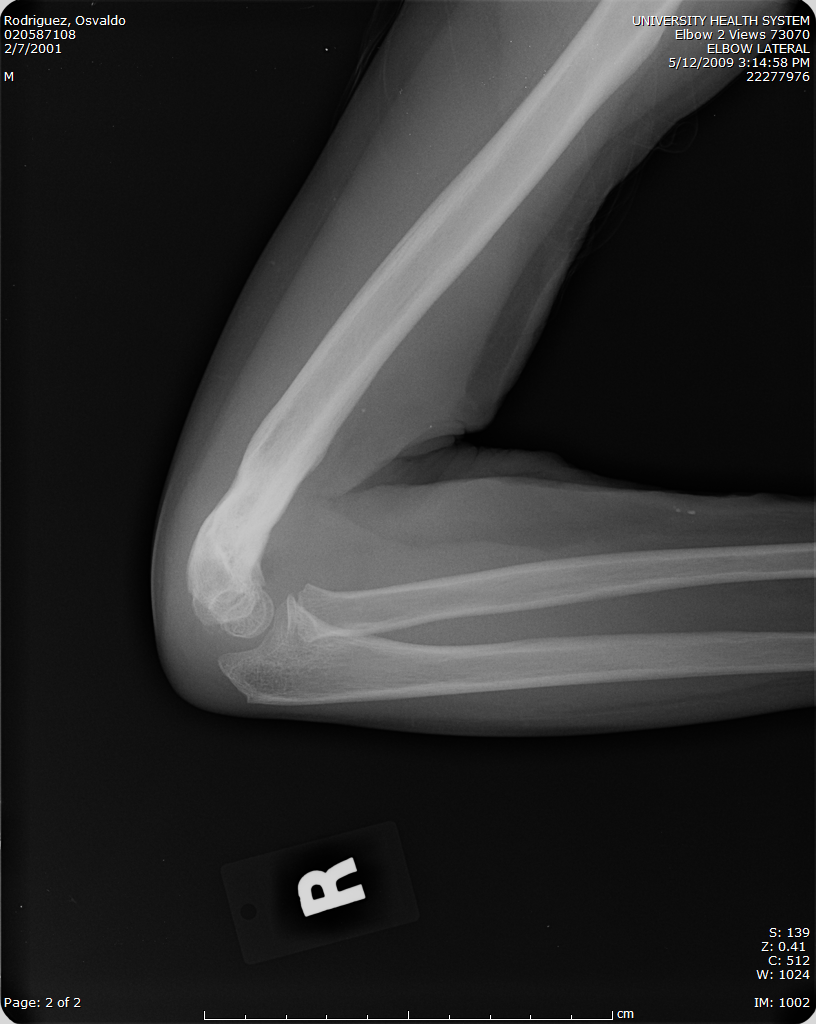 Rodriguez, Osvaldo
020587108
2/7/2001
M
UNIVERSITY HEALTH SYSTEM
Elbow 2 Views 73070
ELBOW LATERAL
5/12/2009 3:14:58 PM
22277976
R
S: 139
Z: 0.41
C: 512
W: 1024
Page: 2 of 2
cm
IM: 1002